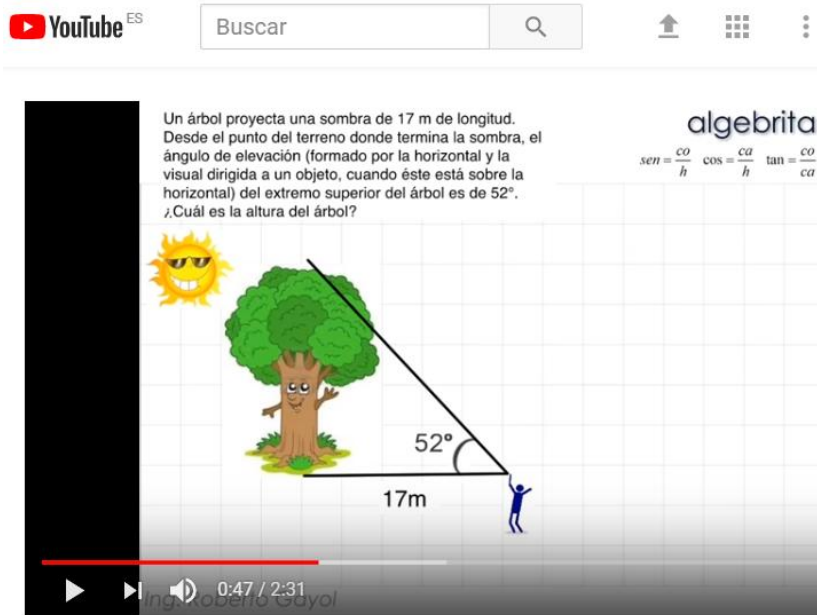 YouTube ES
Buscar
Un árbol proyecta una sombra de 17 m de longitud.
Desde el punto del terreno donde termina la sombra, el
ángulo de elevación (formado por la horizontal y la
visual dirigida a un objeto, cuando éste está sobre la
horizontal) del extremo superior del árbol es de 52°.
¿Cuál es la altura del árbol?
algebrita
sen = co/h cos = ca/h tan = co/ca
52°
17m
0:47 / 2:31
Ing. Roberto Gayol